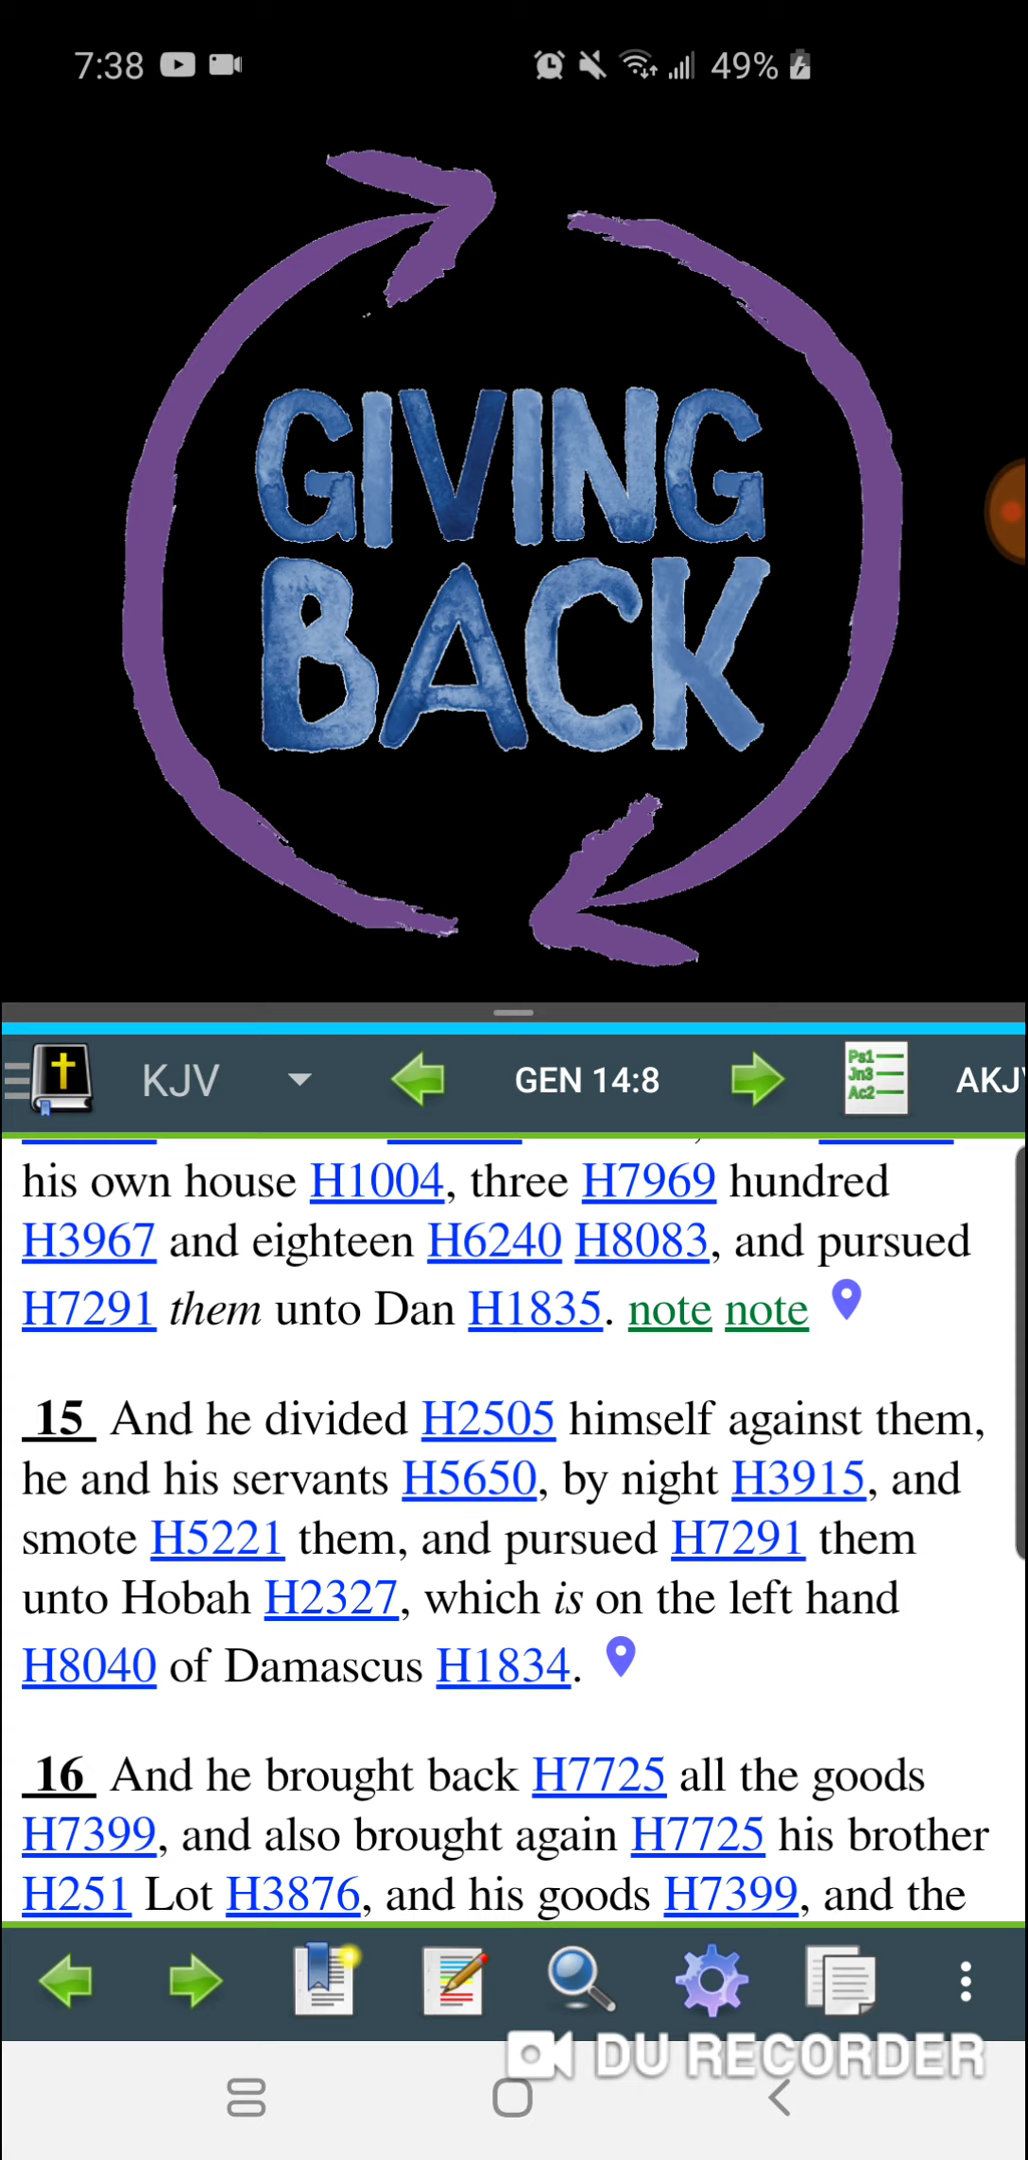 7:38
49%
GIVING
BACK
KJV
GEN 14:8
Ps1
Jn3
Ac2
AKJ
his own house H1004, three H7969 hundred
H3967 and eighteen H6240 H8083, and pursued
H7291 them unto Dan H1835. note note
15 And he divided H2505 himself against them,
he and his servants H5650, by night H3915, and
smote H5221 them, and pursued H7291 them
unto Hobah H2327, which is on the left hand
H8040 of Damascus H1834.
16 And he brought back H7725 all the goods
H7399, and also brought again H7725 his brother
H251 Lot H3876, and his goods H7399, and the
DU RECORDER